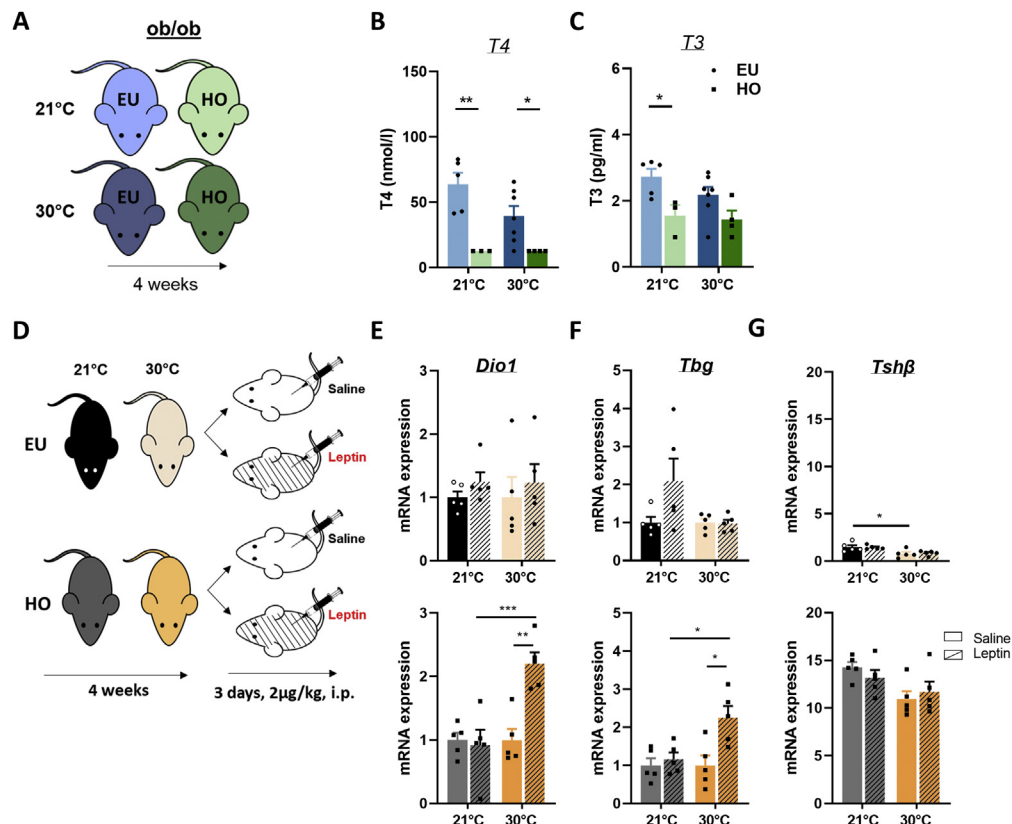 A
ob/ob
21°C
EU
HO
30°C
EU
HO
4 weeks
B
T4
T4 (nmol/l)
150
100
50
0
**
*
21°C
30°C
C
T3
T3 (pg/ml)
6
4
2
0
*
EU
HO
21°C
30°C
D
21°C
30°C
EU
Saline
Leptin
HO
Saline
Leptin
4 weeks
3 days, 2µg/kg, i.p.
E
Dio1
mRNA expression
3
2
1
0
21°C
30°C
mRNA expression
3
2
1
0
***
**
21°C
30°C
F
Tbg
mRNA expression
5
4
3
2
1
0
21°C
30°C
mRNA expression
5
4
3
2
1
0
*
*
21°C
30°C
G
Tshβ
mRNA expression
20
15
10
5
0
*
21°C
30°C
mRNA expression
20
15
10
5
0
Saline
Leptin
21°C
30°C